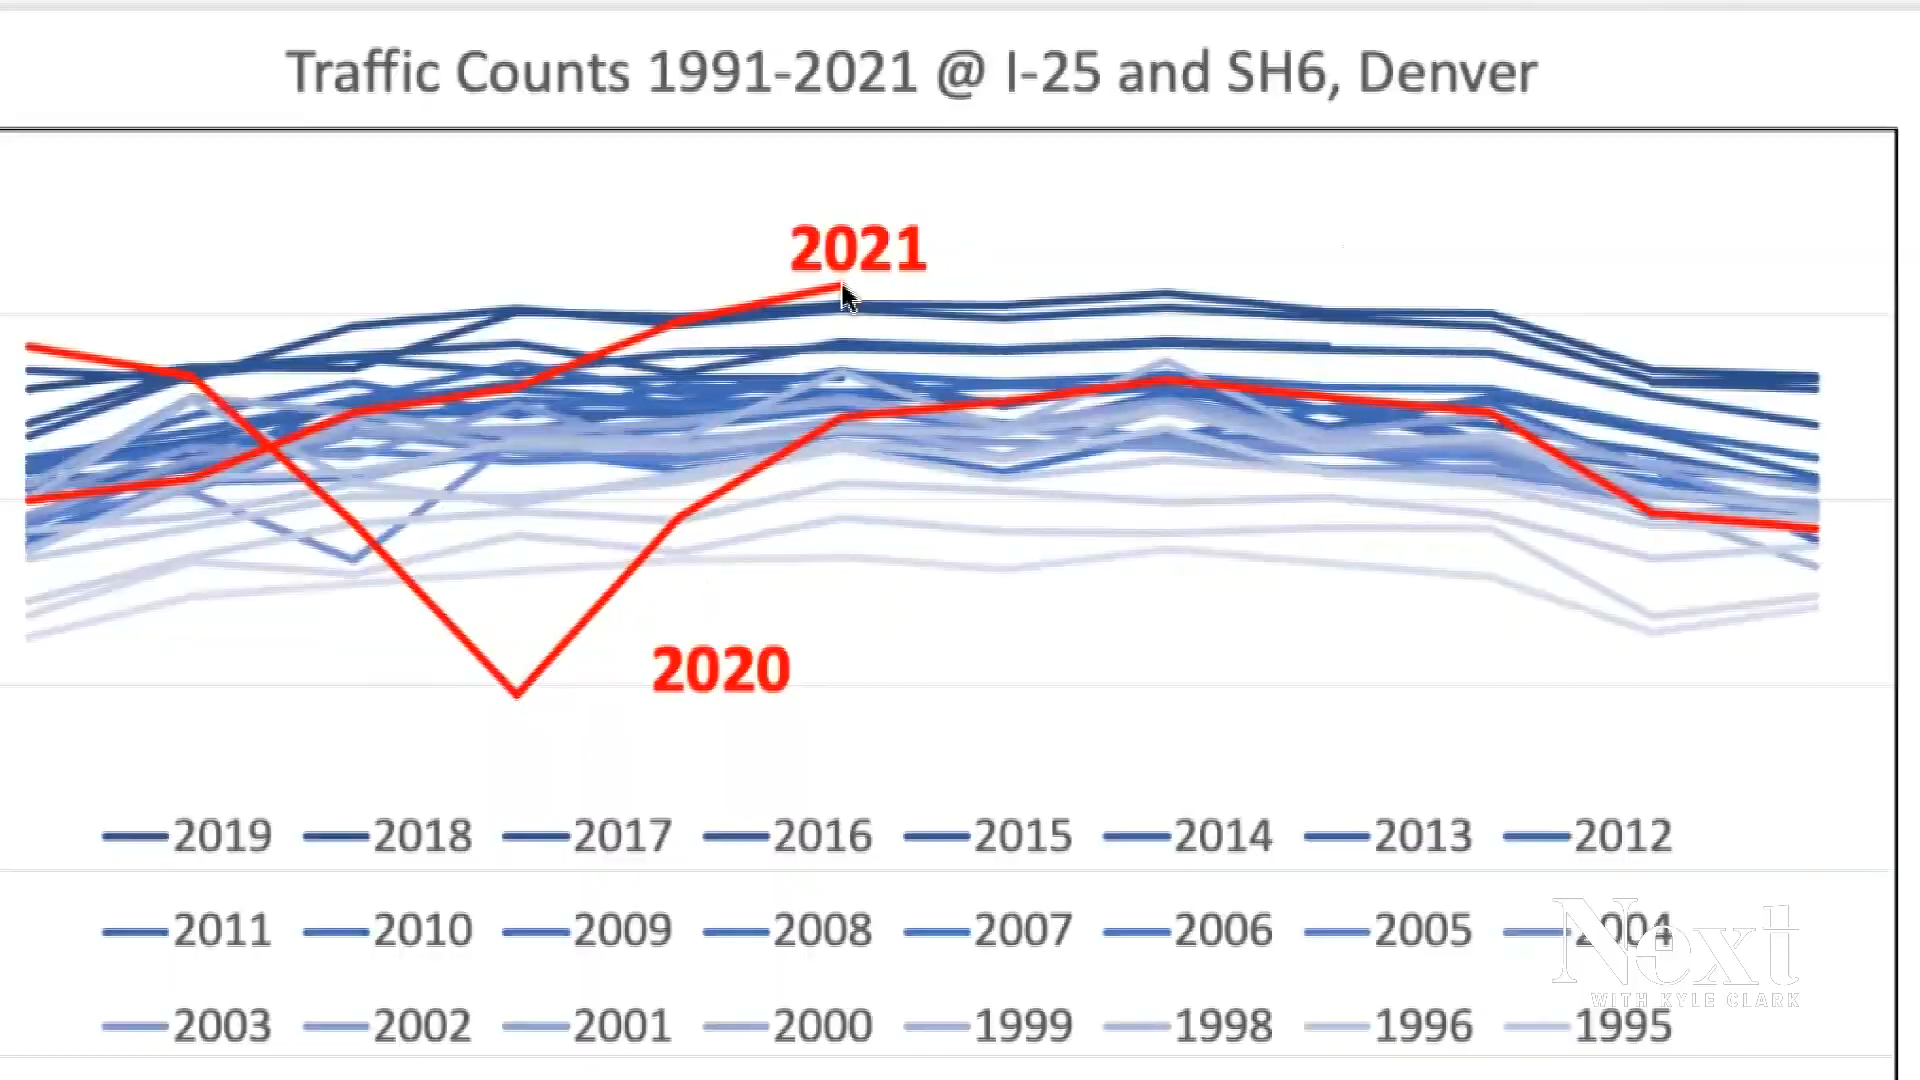 Traffic Counts 1991-2021 @ I-25 and SH6, Denver
2021
2020
2019 2018 2017 2016 2015 2014 2013 2012
2011 2010 2009 2008 2007 2006 2005 2004
Next
WITH KYLE CLARK
2003 2002 2001 2000 1999 1998 1996 1995